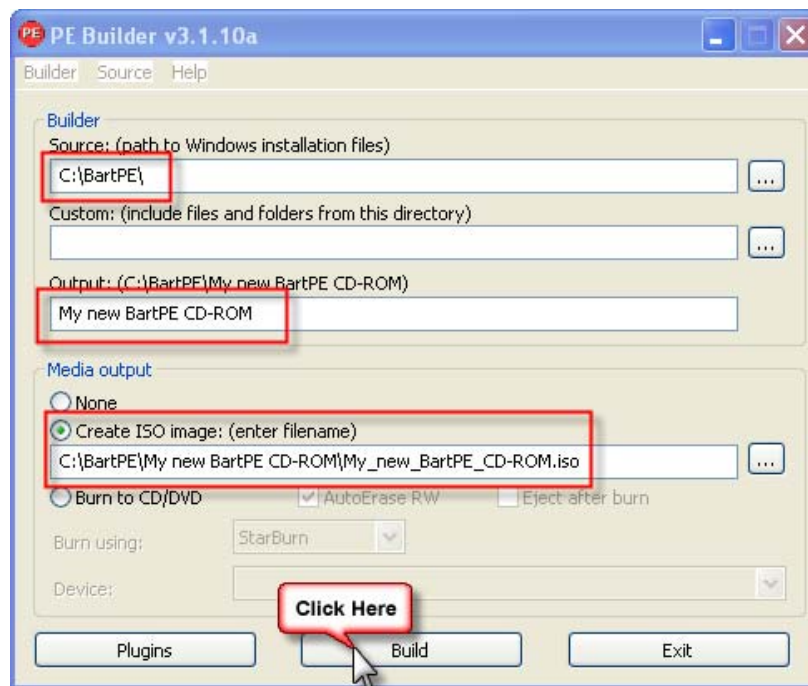 PE PE Builder v3.1.10a
Builder Source Help
Builder
Source: (path to Windows installation files)
C:\BartPE\
...
Custom: (include files and folders from this directory)
...
Output: (C:\BartPE\My new BartPE CD-ROM)
My new BartPE CD-ROM
Media output
None
Create ISO image: (enter filename)
C:\BartPE\My new BartPE CD-ROM\My_new_BartPE_CD-ROM.iso
...
Burn to CD/DVD AutoErase RW Eject after burn
Burn using: StarBurn
Device:
Click Here
Plugins Build Exit